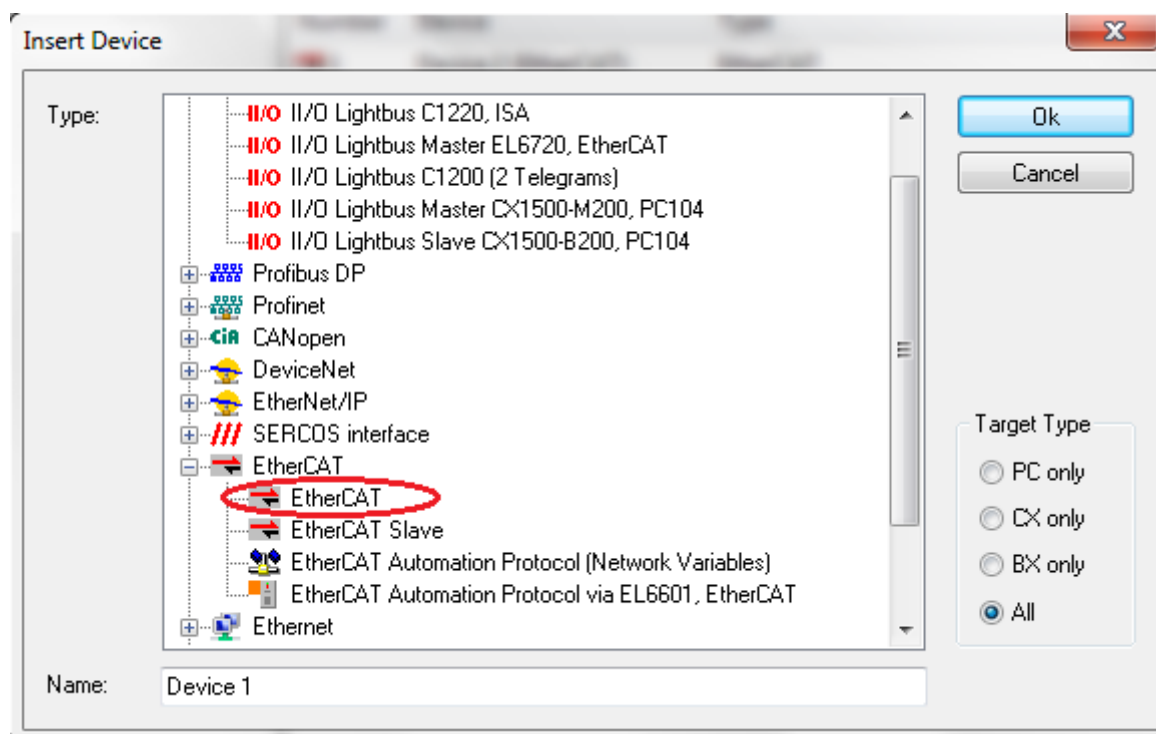 Insert Device
Type:
II/O Lightbus C1220, ISA
II/O Lightbus Master EL6720, EtherCAT
II/O Lightbus C1200 (2 Telegrams)
II/O Lightbus Master CX1500-M200, PC104
II/O Lightbus Slave CX1500-B200, PC104
Profibus DP
Profinet
CiA CANopen
DeviceNet
EtherNet/IP
SERCOS interface
EtherCAT
EtherCAT
EtherCAT Slave
EtherCAT Automation Protocol (Network Variables)
EtherCAT Automation Protocol via EL6601, EtherCAT
Ethernet
Ok
Cancel
Target Type
PC only
CX only
BX only
All
Name:
Device 1